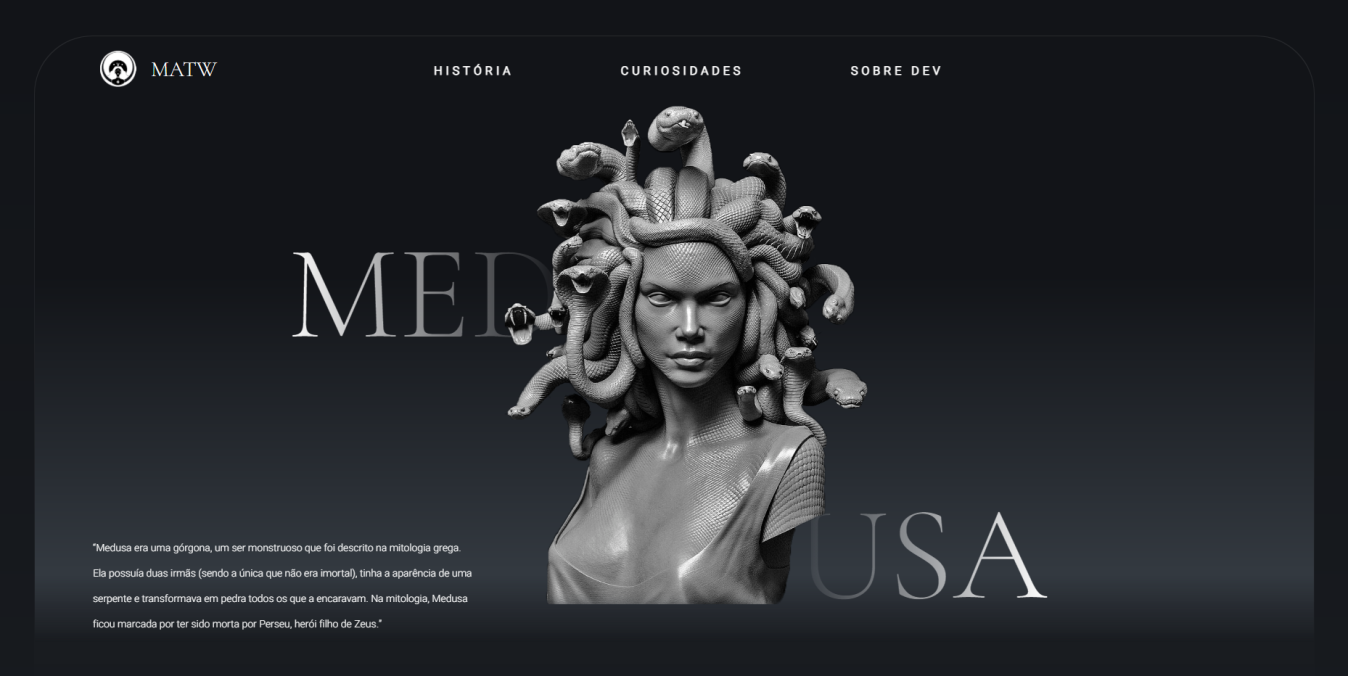 MATW
HISTÓRIA
CURIOSIDADES
SOBRE DEV
MED
USA
“Medusa era uma górgona, um ser monstruoso que foi descrito na mitologia grega.
Ela possuía duas irmãs (sendo a única que não era imortal), tinha a aparência de uma
serpente e transformava em pedra todos os que a encaravam. Na mitologia, Medusa
ficou marcada por ter sido morta por Perseu, herói filho de Zeus.”